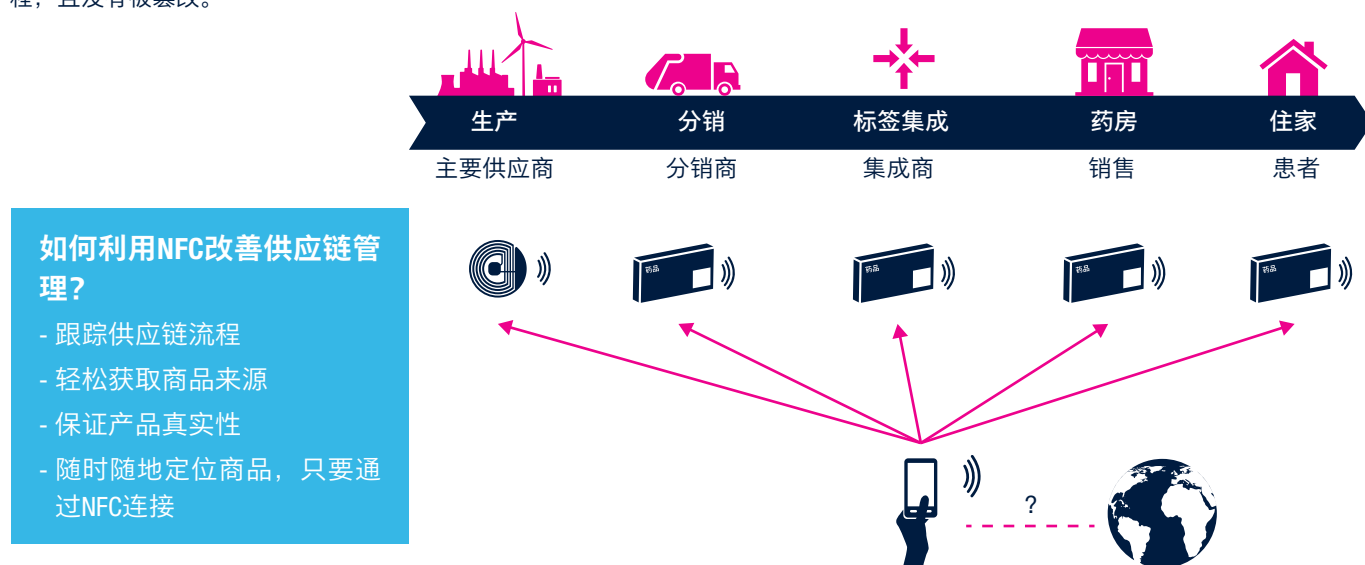 程，且没有被篡改。
生产 分销 标签集成 药房 住家
主要供应商 分销商 集成商 销售 患者
如何利用NFC改善供应链管
理？
- 跟踪供应链流程
- 轻松获取商品来源
- 保证产品真实性
- 随时随地定位商品，只要通
过NFC连接
药品 药品 药品 药品
?